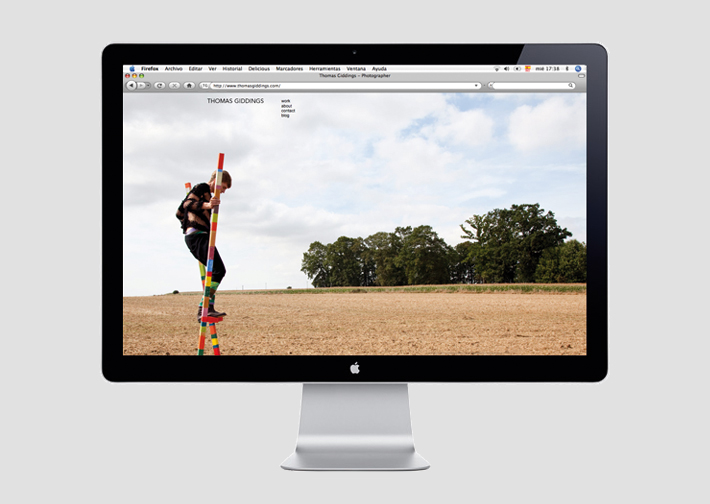 Firefox Archivo Editar Ver Historial Delicious Marcadores Herramientas Ventana Ayuda mié 17:38
Thomas Giddings – Photographer
http://www.thomasgiddings.com/
THOMAS GIDDINGS
work
about
contact
blog